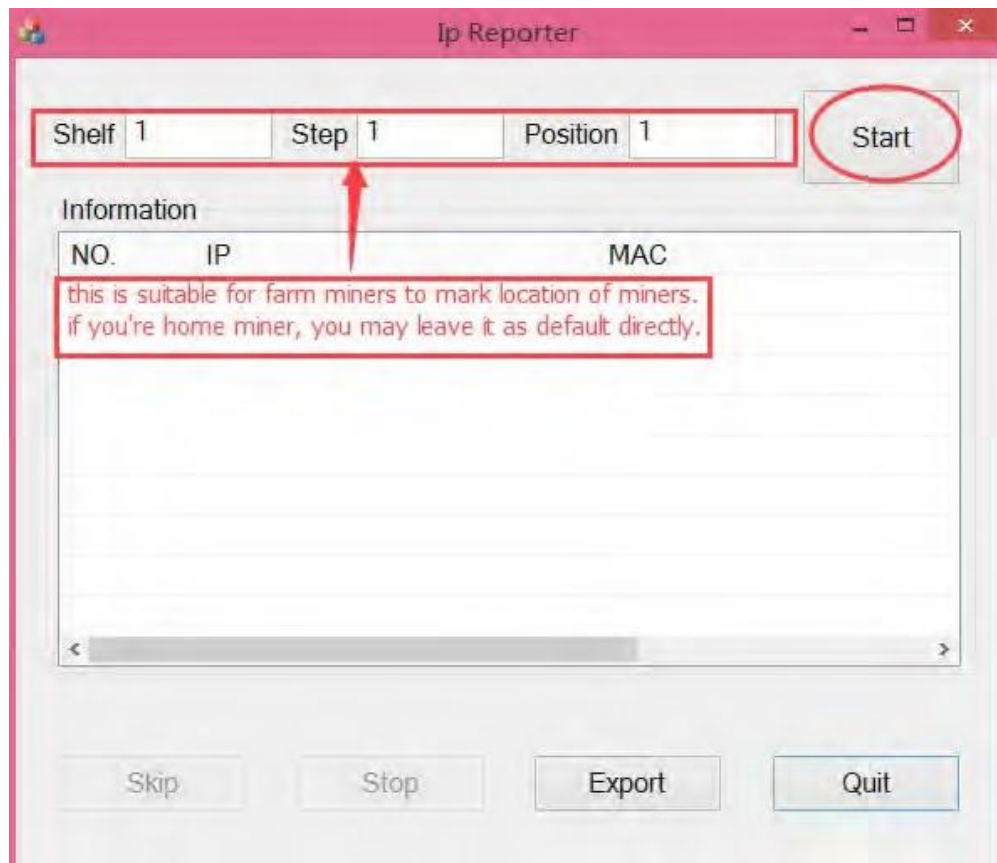 Ip Reporter
Shelf 1 Step 1 Position 1 Start
Information
NO. IP MAC
this is suitable for farm miners to mark location of miners.
if you're home miner, you may leave it as default directly.
Skip Stop Export Quit